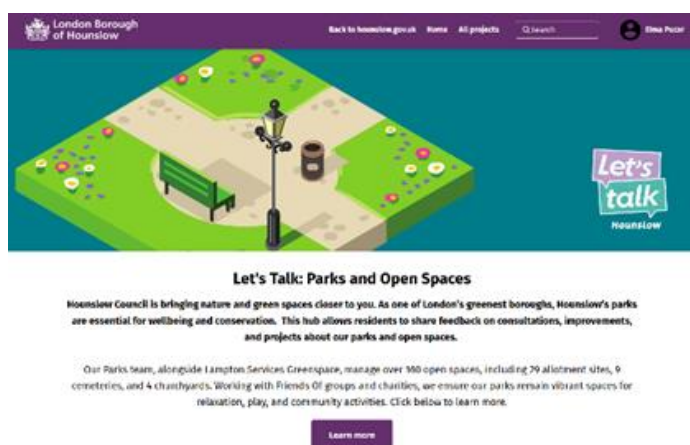 London Borough
of Hounslow
Back to hounslow.gov.uk Home All projects Search Elma Pucar
Let's
talk
Hounslow
Let's Talk: Parks and Open Spaces
Hounslow Council is bringing nature and green spaces closer to you. As one of London's greenest boroughs, Hounslow's parks
are essential for wellbeing and conservation. This hub allows residents to share feedback on consultations, improvements,
and projects about our parks and open spaces.
Our Parks team, alongside Lampton Services Greenspace, manage over 160 open spaces, including 29 allotment sites, 9
cemeteries, and 4 churchyards. Working with Friends Of groups and charities, we ensure our parks remain vibrant spaces for
relaxation, play, and community activities. Click below to learn more.
Learn more